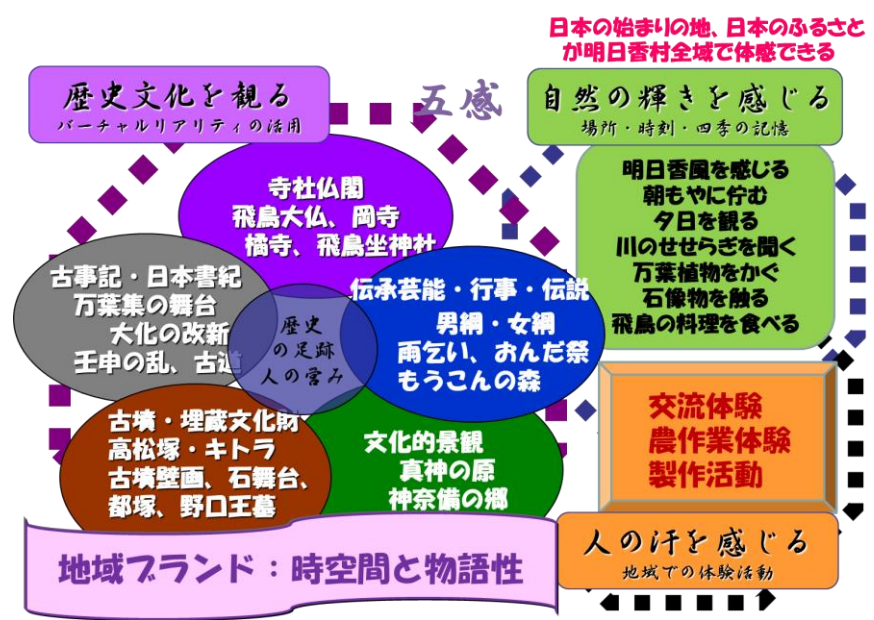 日本の始まりの地、日本のふるさと
が明日香村全域で体感できる
歴史文化を観る
バーチャルリアリティの活用
五感
自然の輝きを感じる
場所・時刻・四季の記憶
寺社仏閣
飛鳥大仏、岡寺
橘寺、飛鳥坐神社
古事記・日本書紀
万葉集の舞台
大化の改新
壬申の乱、古道
歴史
の足跡
人の営み
伝承芸能・行事・伝説
男綱・女綱
雨乞い、おんだ祭
もうこんの森
古墳・埋蔵文化財
高松塚・キトラ
古墳壁画、石舞台、
都塚、野口王墓
文化的景観
真神の原
神奈備の郷
明日香風を感じる
朝もやに佇む
夕日を観る
川のせせらぎを聞く
万葉植物をかぐ
石像物を触る
飛鳥の料理を食べる
交流体験
農作業体験
製作活動
人の汗を感じる
地域での体験活動
地域ブランド：時空間と物語性